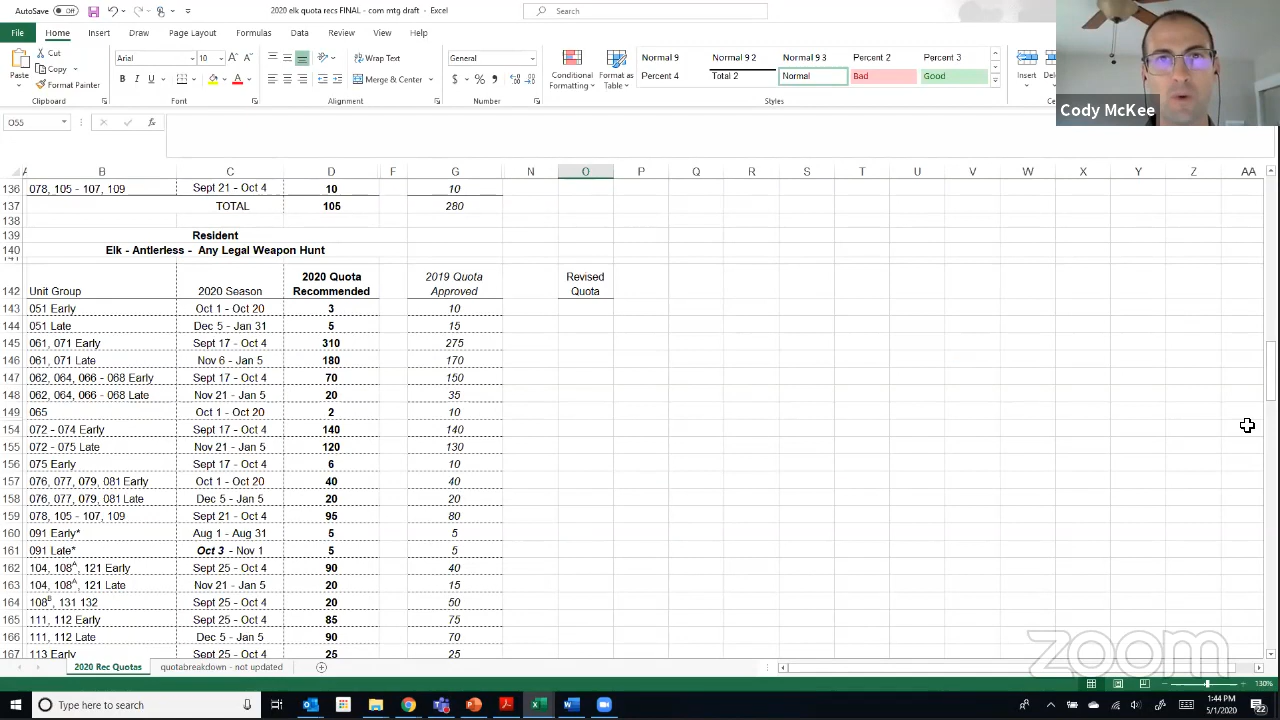 AutoSave Off 2020 elk quota recs FINAL - com mtg draft - Excel Search
File Home Insert Draw Page Layout Formulas Data Review View Help
Cut Arial 10 Wrap Text General Normal 9 Normal 9 2 Normal 9 3 Percent 2 Percent 3
Paste Copy Format Painter B I U Merge & Center $ % Conditional Formatting Format as Table Percent 4 Total 2 Normal Bad Good Insert
Clipboard Font Alignment Number Styles
Cody McKee
O55 fx
A B C D F G N O P Q R S T U V W X Y Z AA
136 078, 105 - 107, 109 Sept 21 - Oct 4 10 10
137 TOTAL 105 280
138
139 Resident
140 Elk - Antlerless - Any Legal Weapon Hunt
142 Unit Group 2020 Season 2020 Quota Recommended 2019 Quota Approved Revised Quota
143 051 Early Oct 1 - Oct 20 3 10
144 051 Late Dec 5 - Jan 31 5 15
145 061, 071 Early Sept 17 - Oct 4 310 275
146 061, 071 Late Nov 6 - Jan 5 180 170
147 062, 064, 066 - 068 Early Sept 17 - Oct 4 70 150
148 062, 064, 066 - 068 Late Nov 21 - Jan 5 20 35
149 065 Oct 1 - Oct 20 2 10
154 072 - 074 Early Sept 17 - Oct 4 140 140
155 072 - 075 Late Nov 21 - Jan 5 120 130
156 075 Early Sept 17 - Oct 4 6 10
157 076, 077, 079, 081 Early Oct 1 - Oct 20 40 40
158 076, 077, 079, 081 Late Dec 5 - Jan 5 20 20
159 078, 105 - 107, 109 Sept 21 - Oct 4 95 80
160 091 Early* Aug 1 - Aug 31 5 5
161 091 Late* Oct 3 - Nov 1 5 5
162 104, 108A, 121 Early Sept 25 - Oct 4 90 40
163 104, 108A, 121 Late Nov 21 - Jan 5 20 15
164 108B, 131 132 Sept 25 - Oct 4 20 50
165 111, 112 Early Sept 25 - Oct 4 85 75
166 111, 112 Late Dec 5 - Jan 5 90 70
167 113 Early Sept 25 - Oct 4 25 25
zoom
2020 Rec Quotas quotabreakdown - not updated
130%
Type here to search
1:44 PM
5/1/2020
22